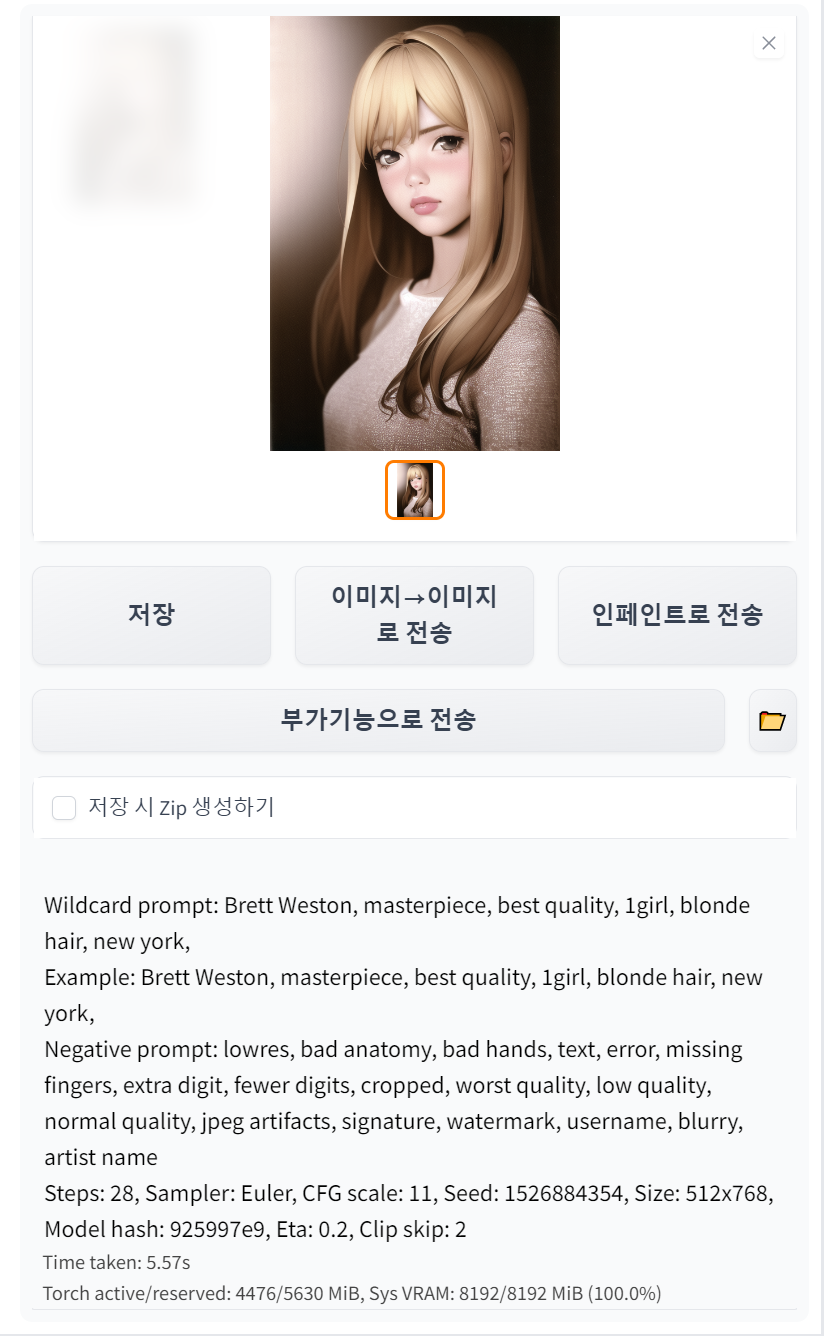 저장
이미지→이미지
로 전송
인페인트로 전송
부가기능으로 전송
저장 시 Zip 생성하기
Wildcard prompt: Brett Weston, masterpiece, best quality, 1girl, blonde
hair, new york,
Example: Brett Weston, masterpiece, best quality, 1girl, blonde hair, new
york,
Negative prompt: lowres, bad anatomy, bad hands, text, error, missing
fingers, extra digit, fewer digits, cropped, worst quality, low quality,
normal quality, jpeg artifacts, signature, watermark, username, blurry,
artist name
Steps: 28, Sampler: Euler, CFG scale: 11, Seed: 1526884354, Size: 512x768,
Model hash: 925997e9, Eta: 0.2, Clip skip: 2
Time taken: 5.57s
Torch active/reserved: 4476/5630 MiB, Sys VRAM: 8192/8192 MiB (100.0%)